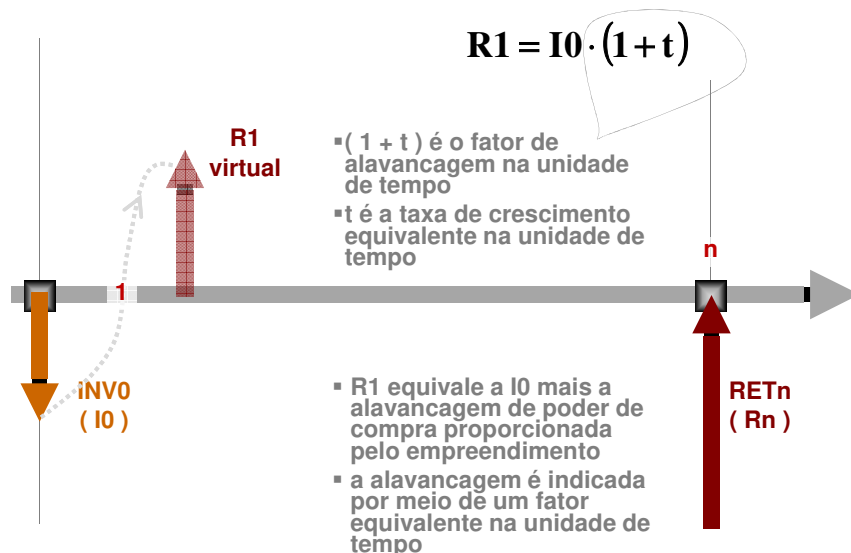 R1 = I0 · (1 + t)
R1
virtual
▪( 1 + t ) é o fator de
alavancagem na unidade
de tempo
▪t é a taxa de crescimento
equivalente na unidade de
tempo
n
1
INV0
( I0 )
▪ R1 equivale a I0 mais a
alavancagem de poder de
compra proporcionada
pelo empreendimento
▪ a alavancagem é indicada
por meio de um fator
equivalente na unidade de
tempo
RETn
( Rn )